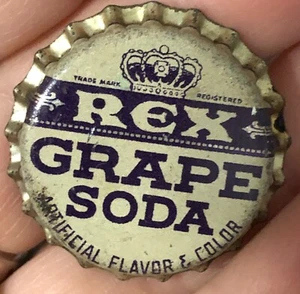 TRADE MARK REGISTERED
REX
GRAPE
SODA
ARTIFICIAL FLAVOR & COLOR